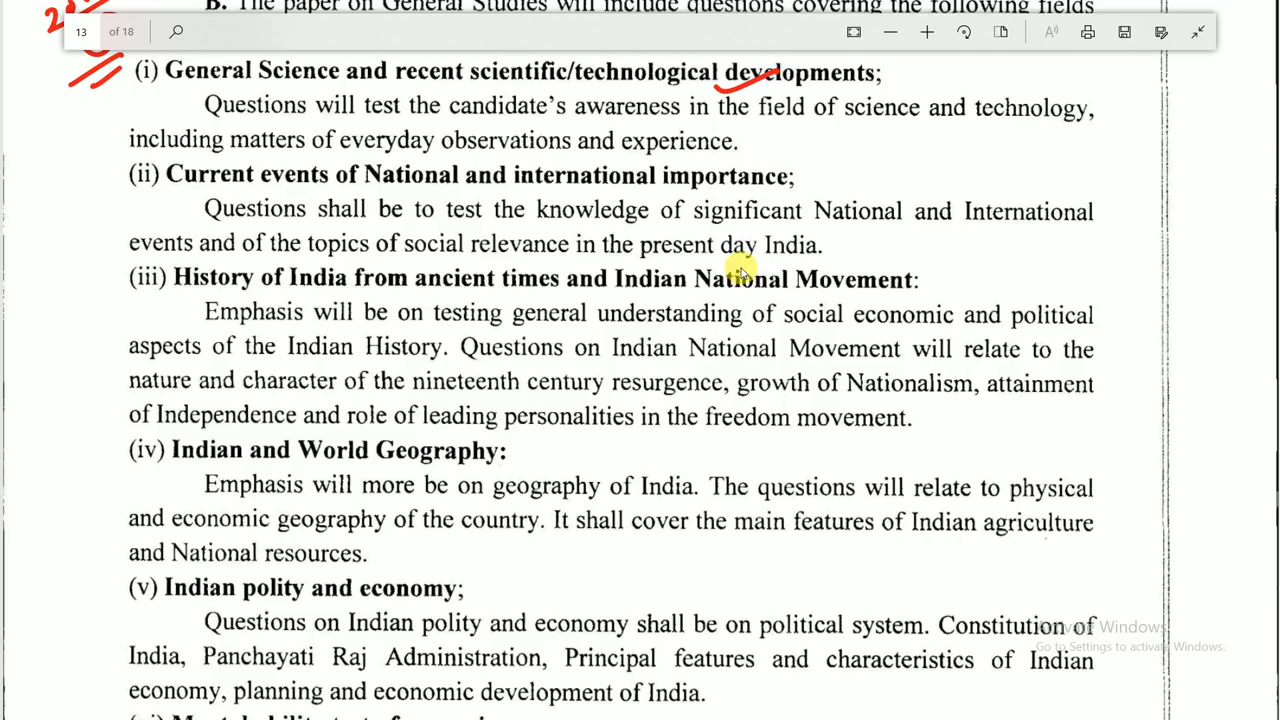 B. The paper on General Studies will include questions covering the following fields
13 of 18
(i) General Science and recent scientific/technological developments;
Questions will test the candidate's awareness in the field of science and technology,
including matters of everyday observations and experience.
(ii) Current events of National and international importance;
Questions shall be to test the knowledge of significant National and International
events and of the topics of social relevance in the present day India.
(iii) History of India from ancient times and Indian National Movement:
Emphasis will be on testing general understanding of social economic and political
aspects of the Indian History. Questions on Indian National Movement will relate to the
nature and character of the nineteenth century resurgence, growth of Nationalism, attainment
of Independence and role of leading personalities in the freedom movement.
(iv) Indian and World Geography:
Emphasis will more be on geography of India. The questions will relate to physical
and economic geography of the country. It shall cover the main features of Indian agriculture
and National resources.
(v) Indian polity and economy;
Questions on Indian polity and economy shall be on political system. Constitution of
India, Panchayati Raj Administration, Principal features and characteristics of Indian
economy, planning and economic development of India.
Activate Windows
Go to Settings to activate Windows.